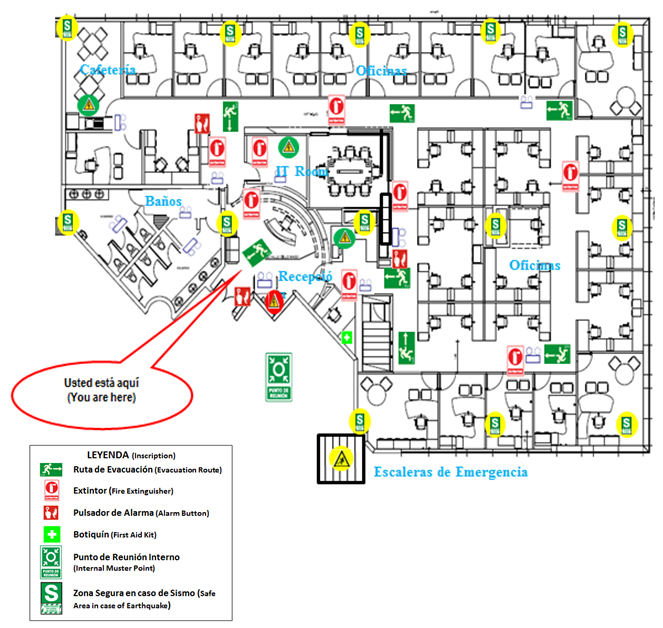 Cafetería
Oficinas
IT Room
Baños
Recepció
Oficinas
Usted está aquí
(You are here)
PUNTO DE
REUNIÓN
Escaleras de Emergencia
LEYENDA (Inscription)
Ruta de Evacuación (Evacuation Route)
Extintor (Fire Extinguisher)
Pulsador de Alarma (Alarm Button)
Botiquín (First Aid Kit)
Punto de Reunión Interno
(Internal Muster Point)
Zona Segura en caso de Sismo (Safe
Area in case of Earthquake)